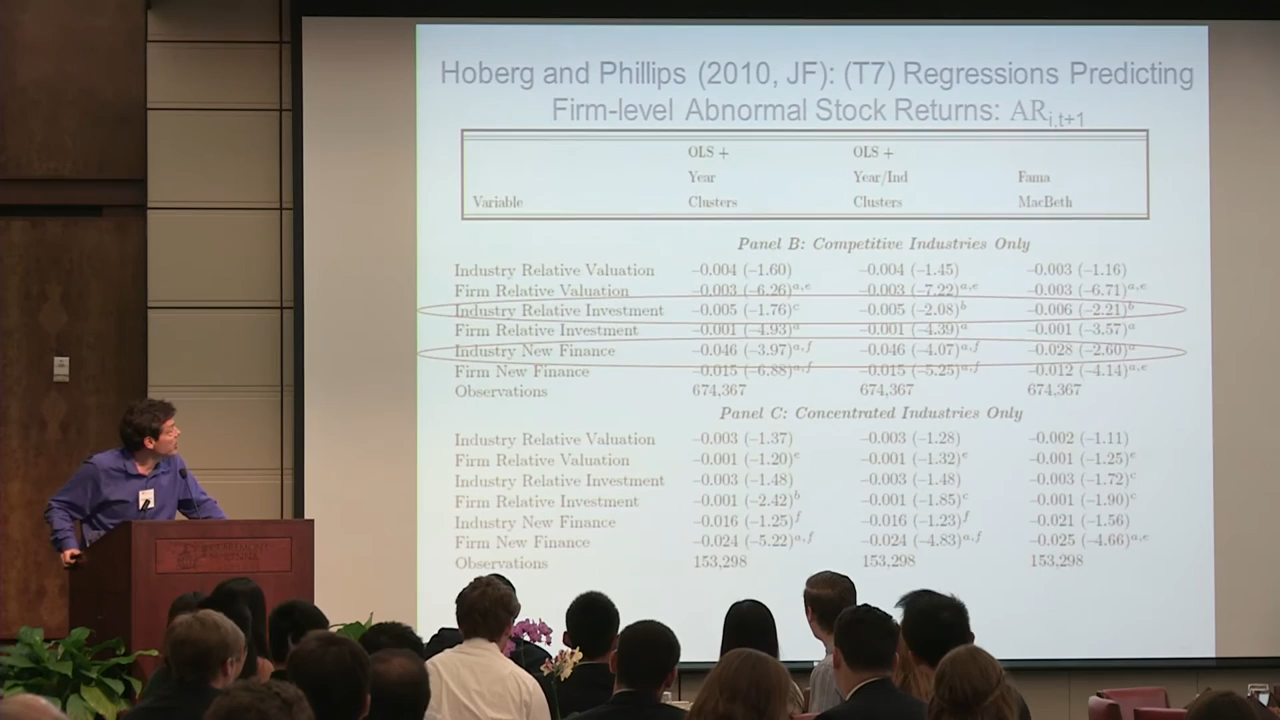 Hoberg and Phillips (2010, JF): (T7) Regressions Predicting
Firm-level Abnormal Stock Returns: ARi,t+1
OLS + OLS +
Year Year/Ind Fama
Variable Clusters Clusters MacBeth
Panel B: Competitive Industries Only
Industry Relative Valuation –0.004 (–1.60) –0.004 (–1.45) –0.003 (–1.16)
Firm Relative Valuation –0.003 (–6.26)a,e –0.003 (–7.22)a,e –0.003 (–6.71)a,e
Industry Relative Investment –0.005 (–1.76)c –0.005 (–2.08)b –0.006 (–2.21)b
Firm Relative Investment –0.001 (–4.93)a –0.001 (–4.39)a –0.001 (–3.57)a
Industry New Finance –0.046 (–3.97)a,f –0.046 (–4.07)a,f –0.028 (–2.60)a
Firm New Finance –0.015 (–6.88)a,f –0.015 (–5.25)a,f –0.012 (–4.14)a,e
Observations 674,367 674,367 674,367
Panel C: Concentrated Industries Only
Industry Relative Valuation –0.003 (–1.37) –0.003 (–1.28) –0.002 (–1.11)
Firm Relative Valuation –0.001 (–1.20)e –0.001 (–1.32)e –0.001 (–1.25)e
Industry Relative Investment –0.003 (–1.48) –0.003 (–1.48) –0.003 (–1.72)c
Firm Relative Investment –0.001 (–2.42)b –0.001 (–1.85)c –0.001 (–1.90)c
Industry New Finance –0.016 (–1.25)f –0.016 (–1.23)f –0.021 (–1.56)
Firm New Finance –0.024 (–5.22)a,f –0.024 (–4.83)a,f –0.025 (–4.66)a,e
Observations 153,298 153,298 153,298